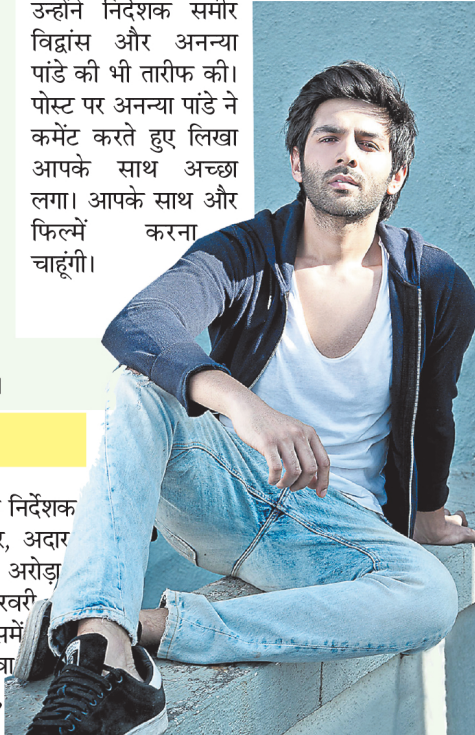 उन्होंने निर्देशक समीर
विद्वांस और अनन्या
पांडे की भी तारीफ की।
पोस्ट पर अनन्या पांडे ने
कमेंट करते हुए लिखा
आपके साथ अच्छा
लगा। आपके साथ और
फिल्में करना
चाहूंगी।
निर्देशक
अदार
अरोड़ा